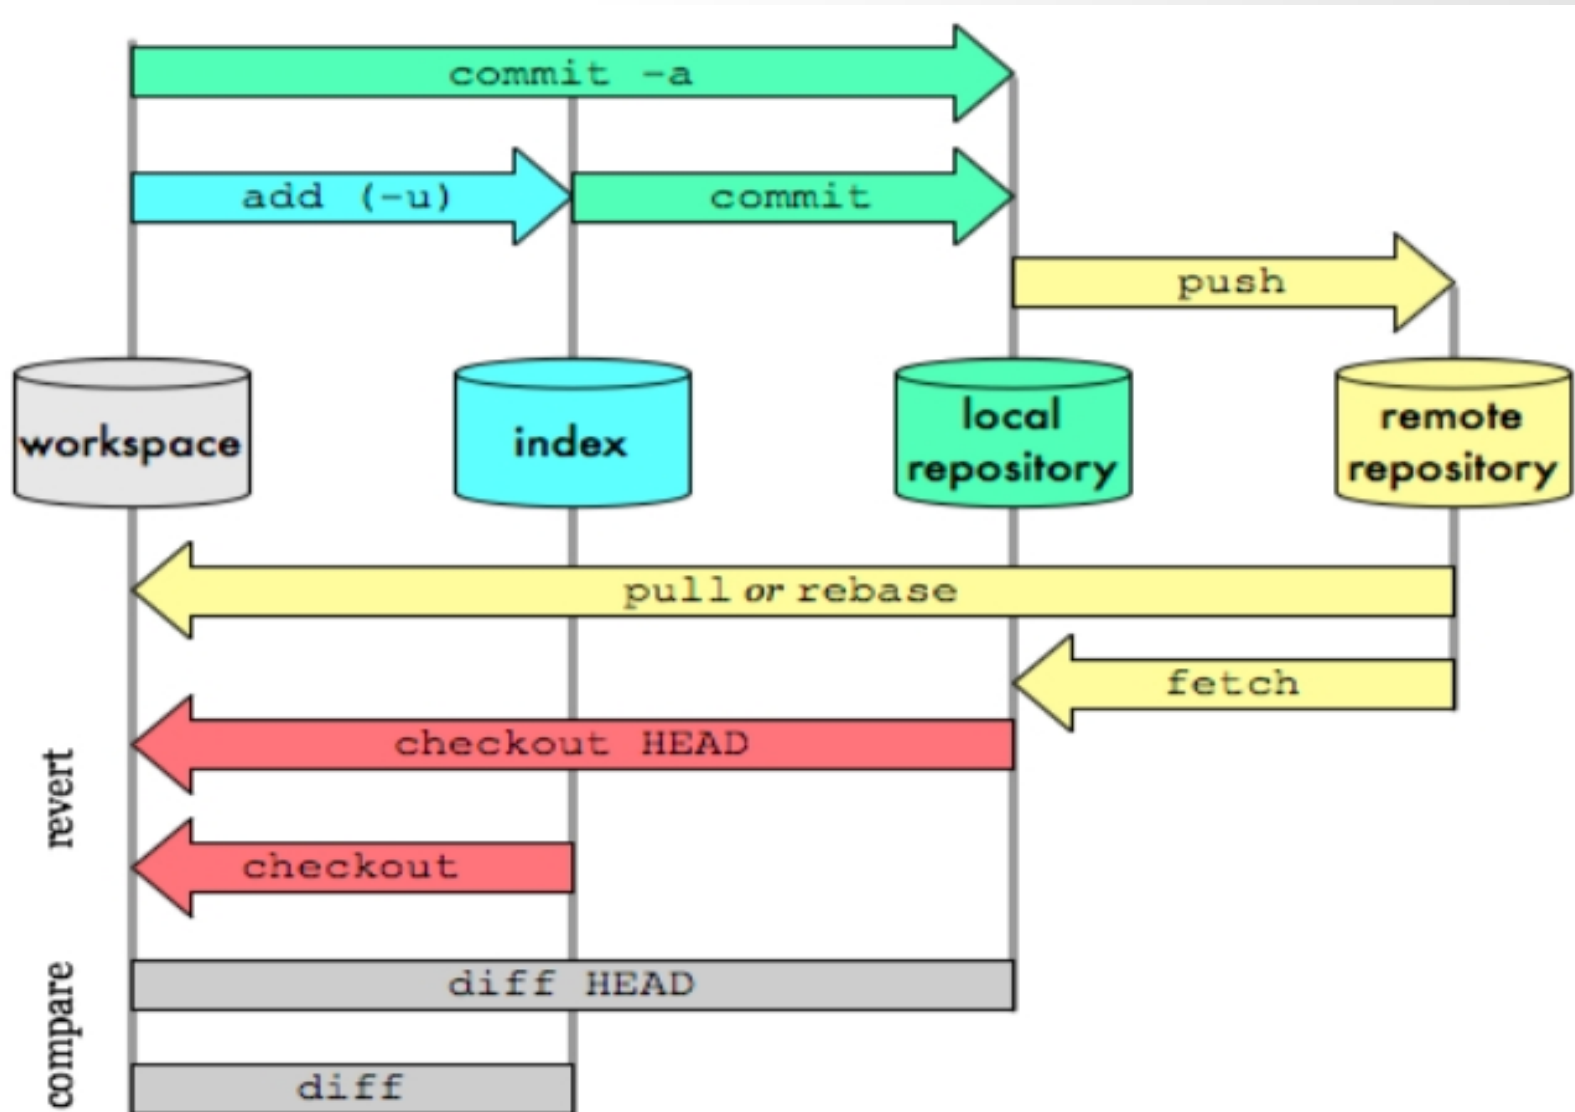 commit -a
add (-u)
commit
push
workspace
index
local
repository
remote
repository
pull or rebase
fetch
checkout HEAD
revert
checkout
diff HEAD
compare
diff